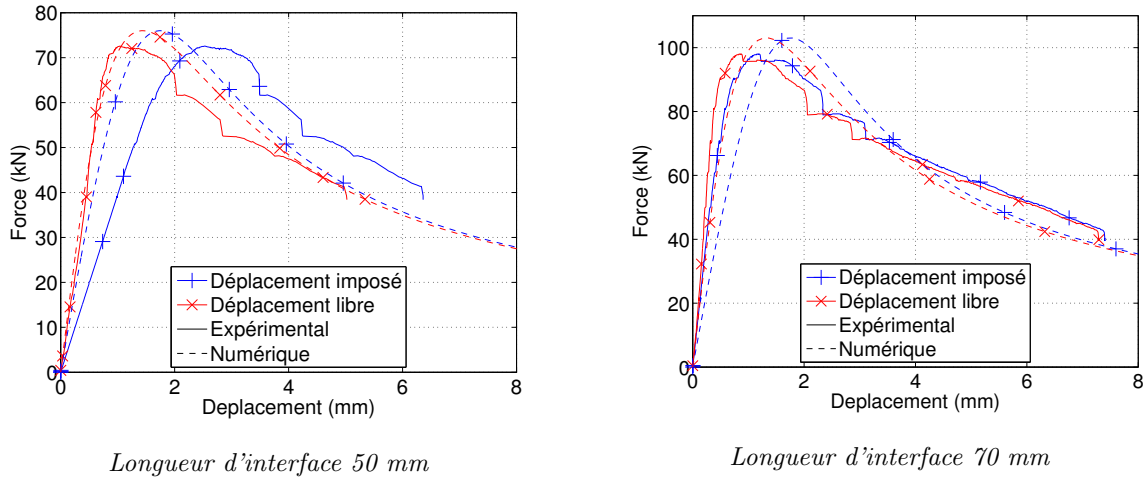 80
70
60
50
40
30
20
10
0
Force (kN)
Déplacement imposé
Déplacement libre
Expérimental
Numérique
0 2 4 6 8
Deplacement (mm)
Longueur d'interface 50 mm
100
80
60
40
20
0
Force (kN)
Déplacement imposé
Déplacement libre
Expérimental
Numérique
0 2 4 6 8
Deplacement (mm)
Longueur d'interface 70 mm